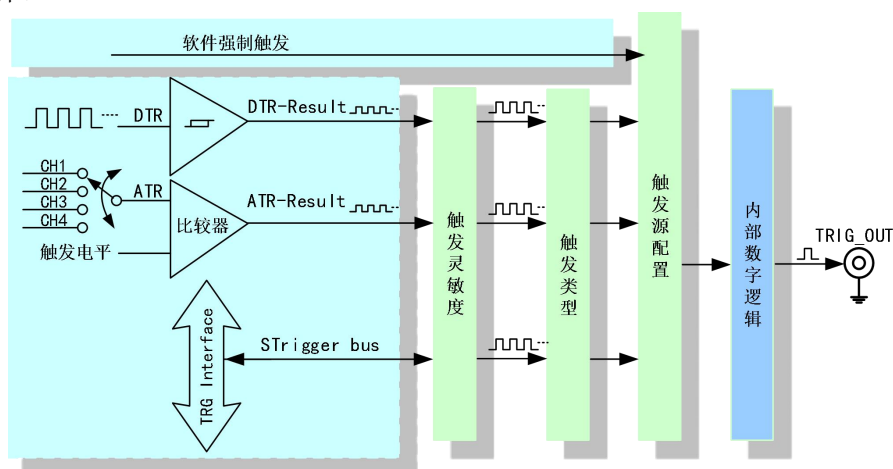 软件强制触发
DTR
DTR-Result
CH1
CH2
CH3
CH4
ATR
触发电平
比较器
ATR-Result
TRG Interface
STrigger bus
触发灵敏度
触发类型
触发源配置
内部数字逻辑
TRIG_OUT